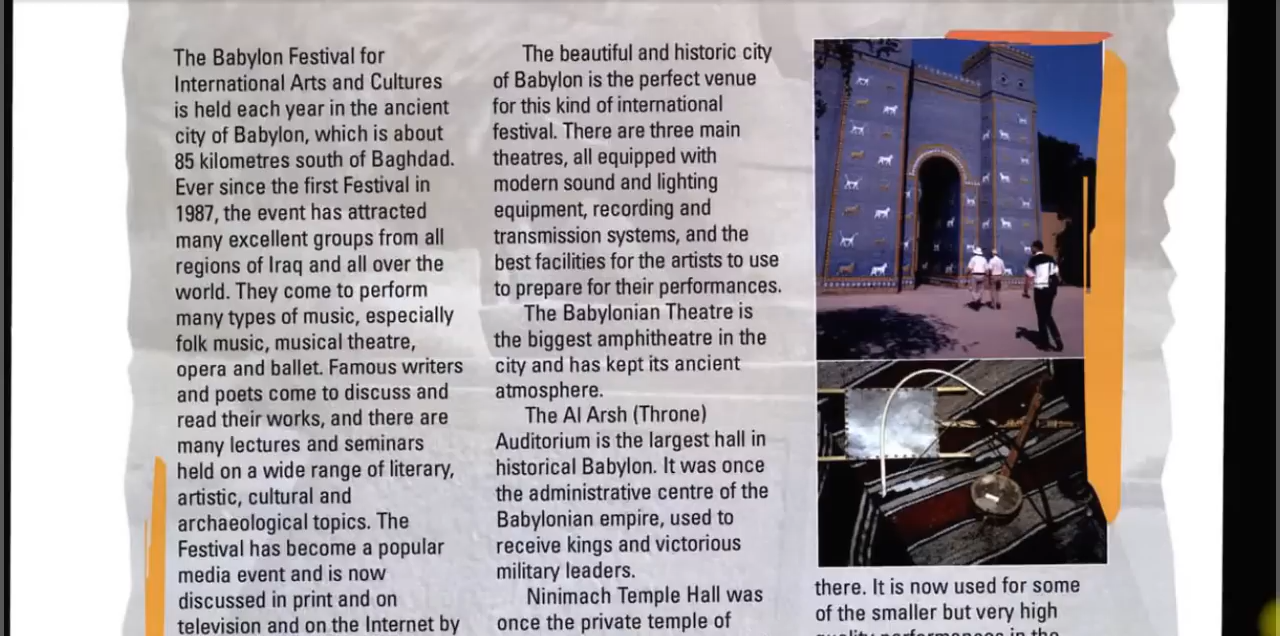 The Babylon Festival for
International Arts and Cultures
is held each year in the ancient
city of Babylon, which is about
85 kilometres south of Baghdad.
Ever since the first Festival in
1987, the event has attracted
many excellent groups from all
regions of Iraq and all over the
world. They come to perform
many types of music, especially
folk music, musical theatre,
opera and ballet. Famous writers
and poets come to discuss and
read their works, and there are
many lectures and seminars
held on a wide range of literary,
artistic, cultural and
archaeological topics. The
Festival has become a popular
media event and is now
discussed in print and on
television and on the Internet by
The beautiful and historic city
of Babylon is the perfect venue
for this kind of international
festival. There are three main
theatres, all equipped with
modern sound and lighting
equipment, recording and
transmission systems, and the
best facilities for the artists to use
to prepare for their performances.
The Babylonian Theatre is
the biggest amphitheatre in the
city and has kept its ancient
atmosphere.
The Al Arsh (Throne)
Auditorium is the largest hall in
historical Babylon. It was once
the administrative centre of the
Babylonian empire, used to
receive kings and victorious
military leaders.
Ninimach Temple Hall was
once the private temple of
there. It is now used for some
of the smaller but very high
quality performances in the